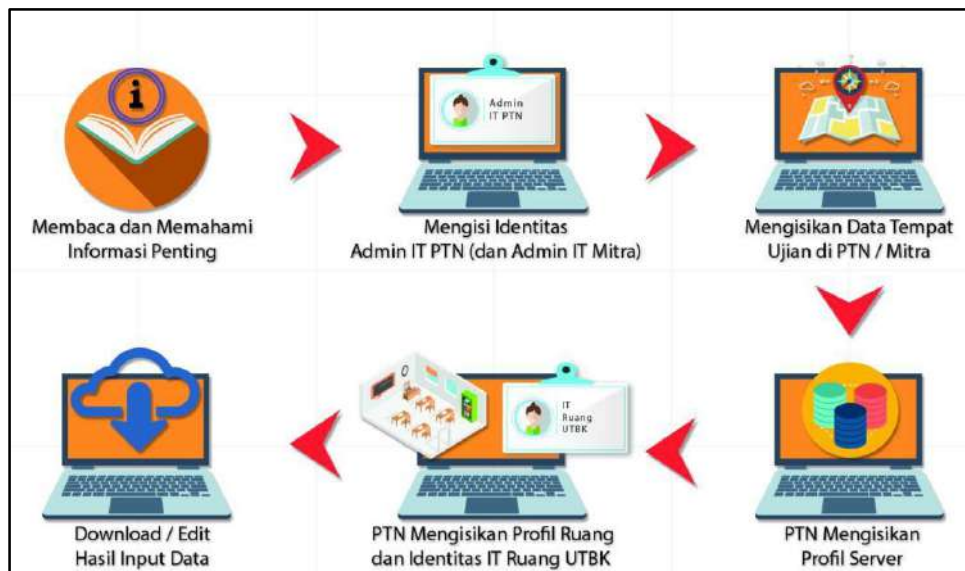 i
Membaca dan Memahami
Informasi Penting
Admin
IT PTN
Mengisi Identitas
Admin IT PTN (dan Admin IT Mitra)
Mengisikan Data Tempat
Ujian di PTN / Mitra
PTN Mengisikan
Profil Server
IT
Ruang
UTBK
PTN Mengisikan Profil Ruang
dan Identitas IT Ruang UTBK
Download / Edit
Hasil Input Data